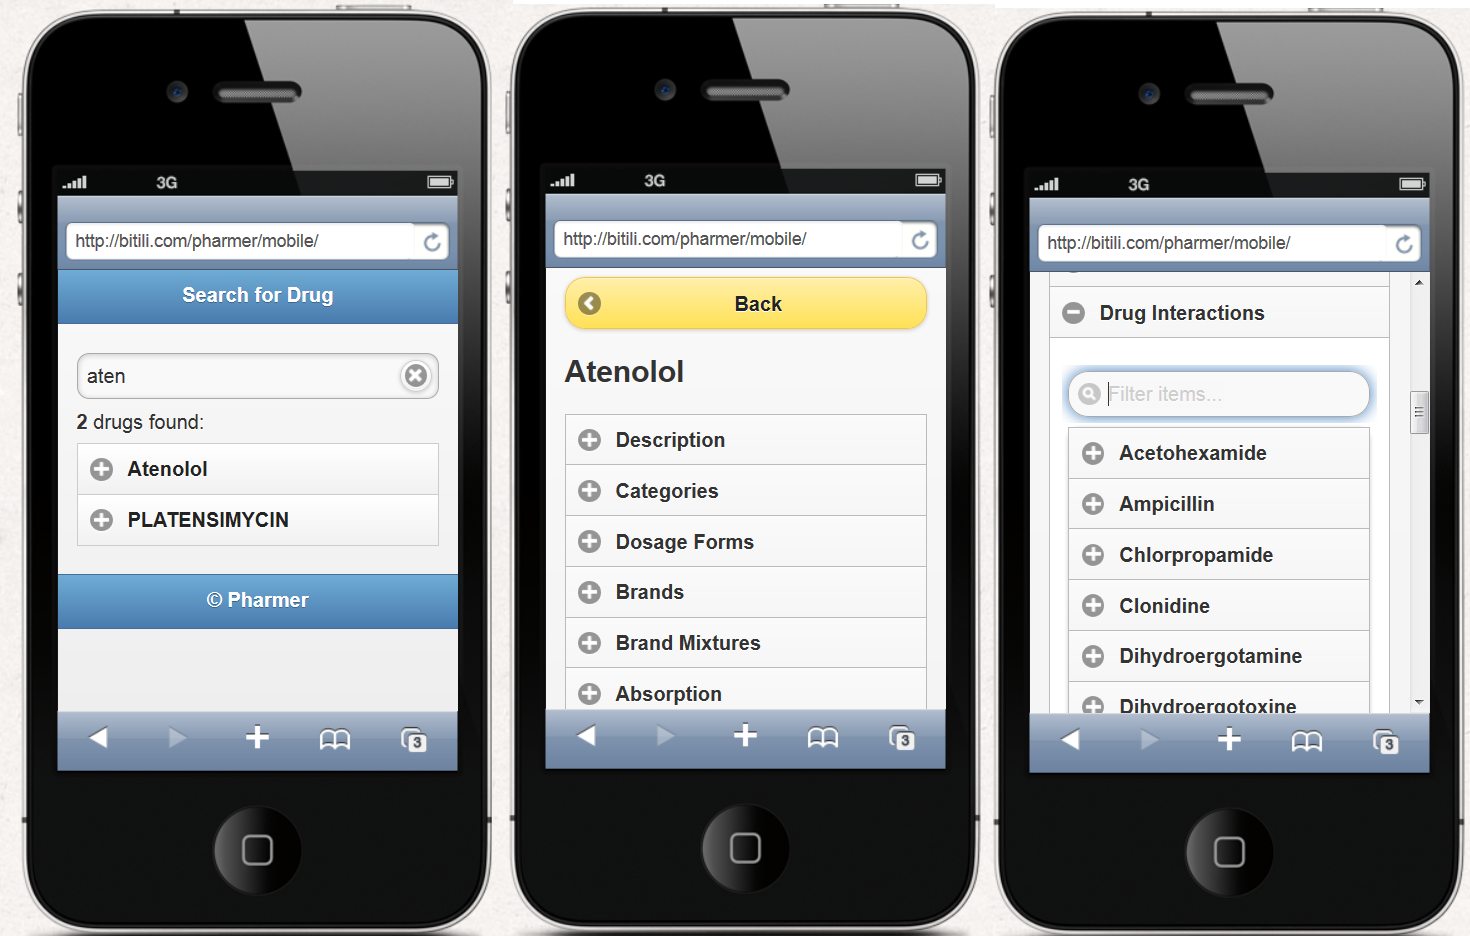 3G
http://bitili.com/pharmer/mobile/
Search for Drug
aten
2 drugs found:
Atenolol
PLATENSIMYCIN
© Pharmer
3
3G
http://bitili.com/pharmer/mobile/
Back
Atenolol
Description
Categories
Dosage Forms
Brands
Brand Mixtures
Absorption
3
3G
http://bitili.com/pharmer/mobile/
Drug Interactions
Filter items...
Acetohexamide
Ampicillin
Chlorpropamide
Clonidine
Dihydroergotamine
Dihydroergotoxine
3